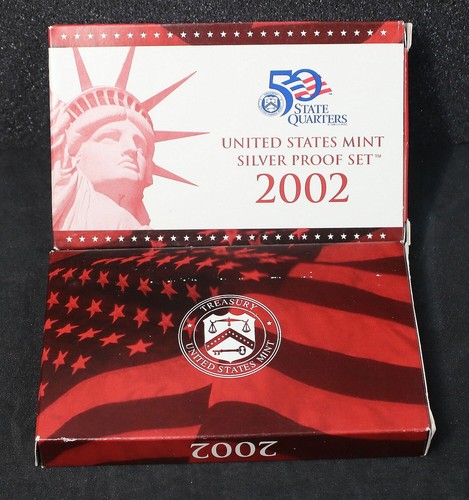 50
STATE
QUARTERS
UNITED STATES MINT
SILVER PROOF SET™
2002
TREASURY
UNITED STATES MINT
2002